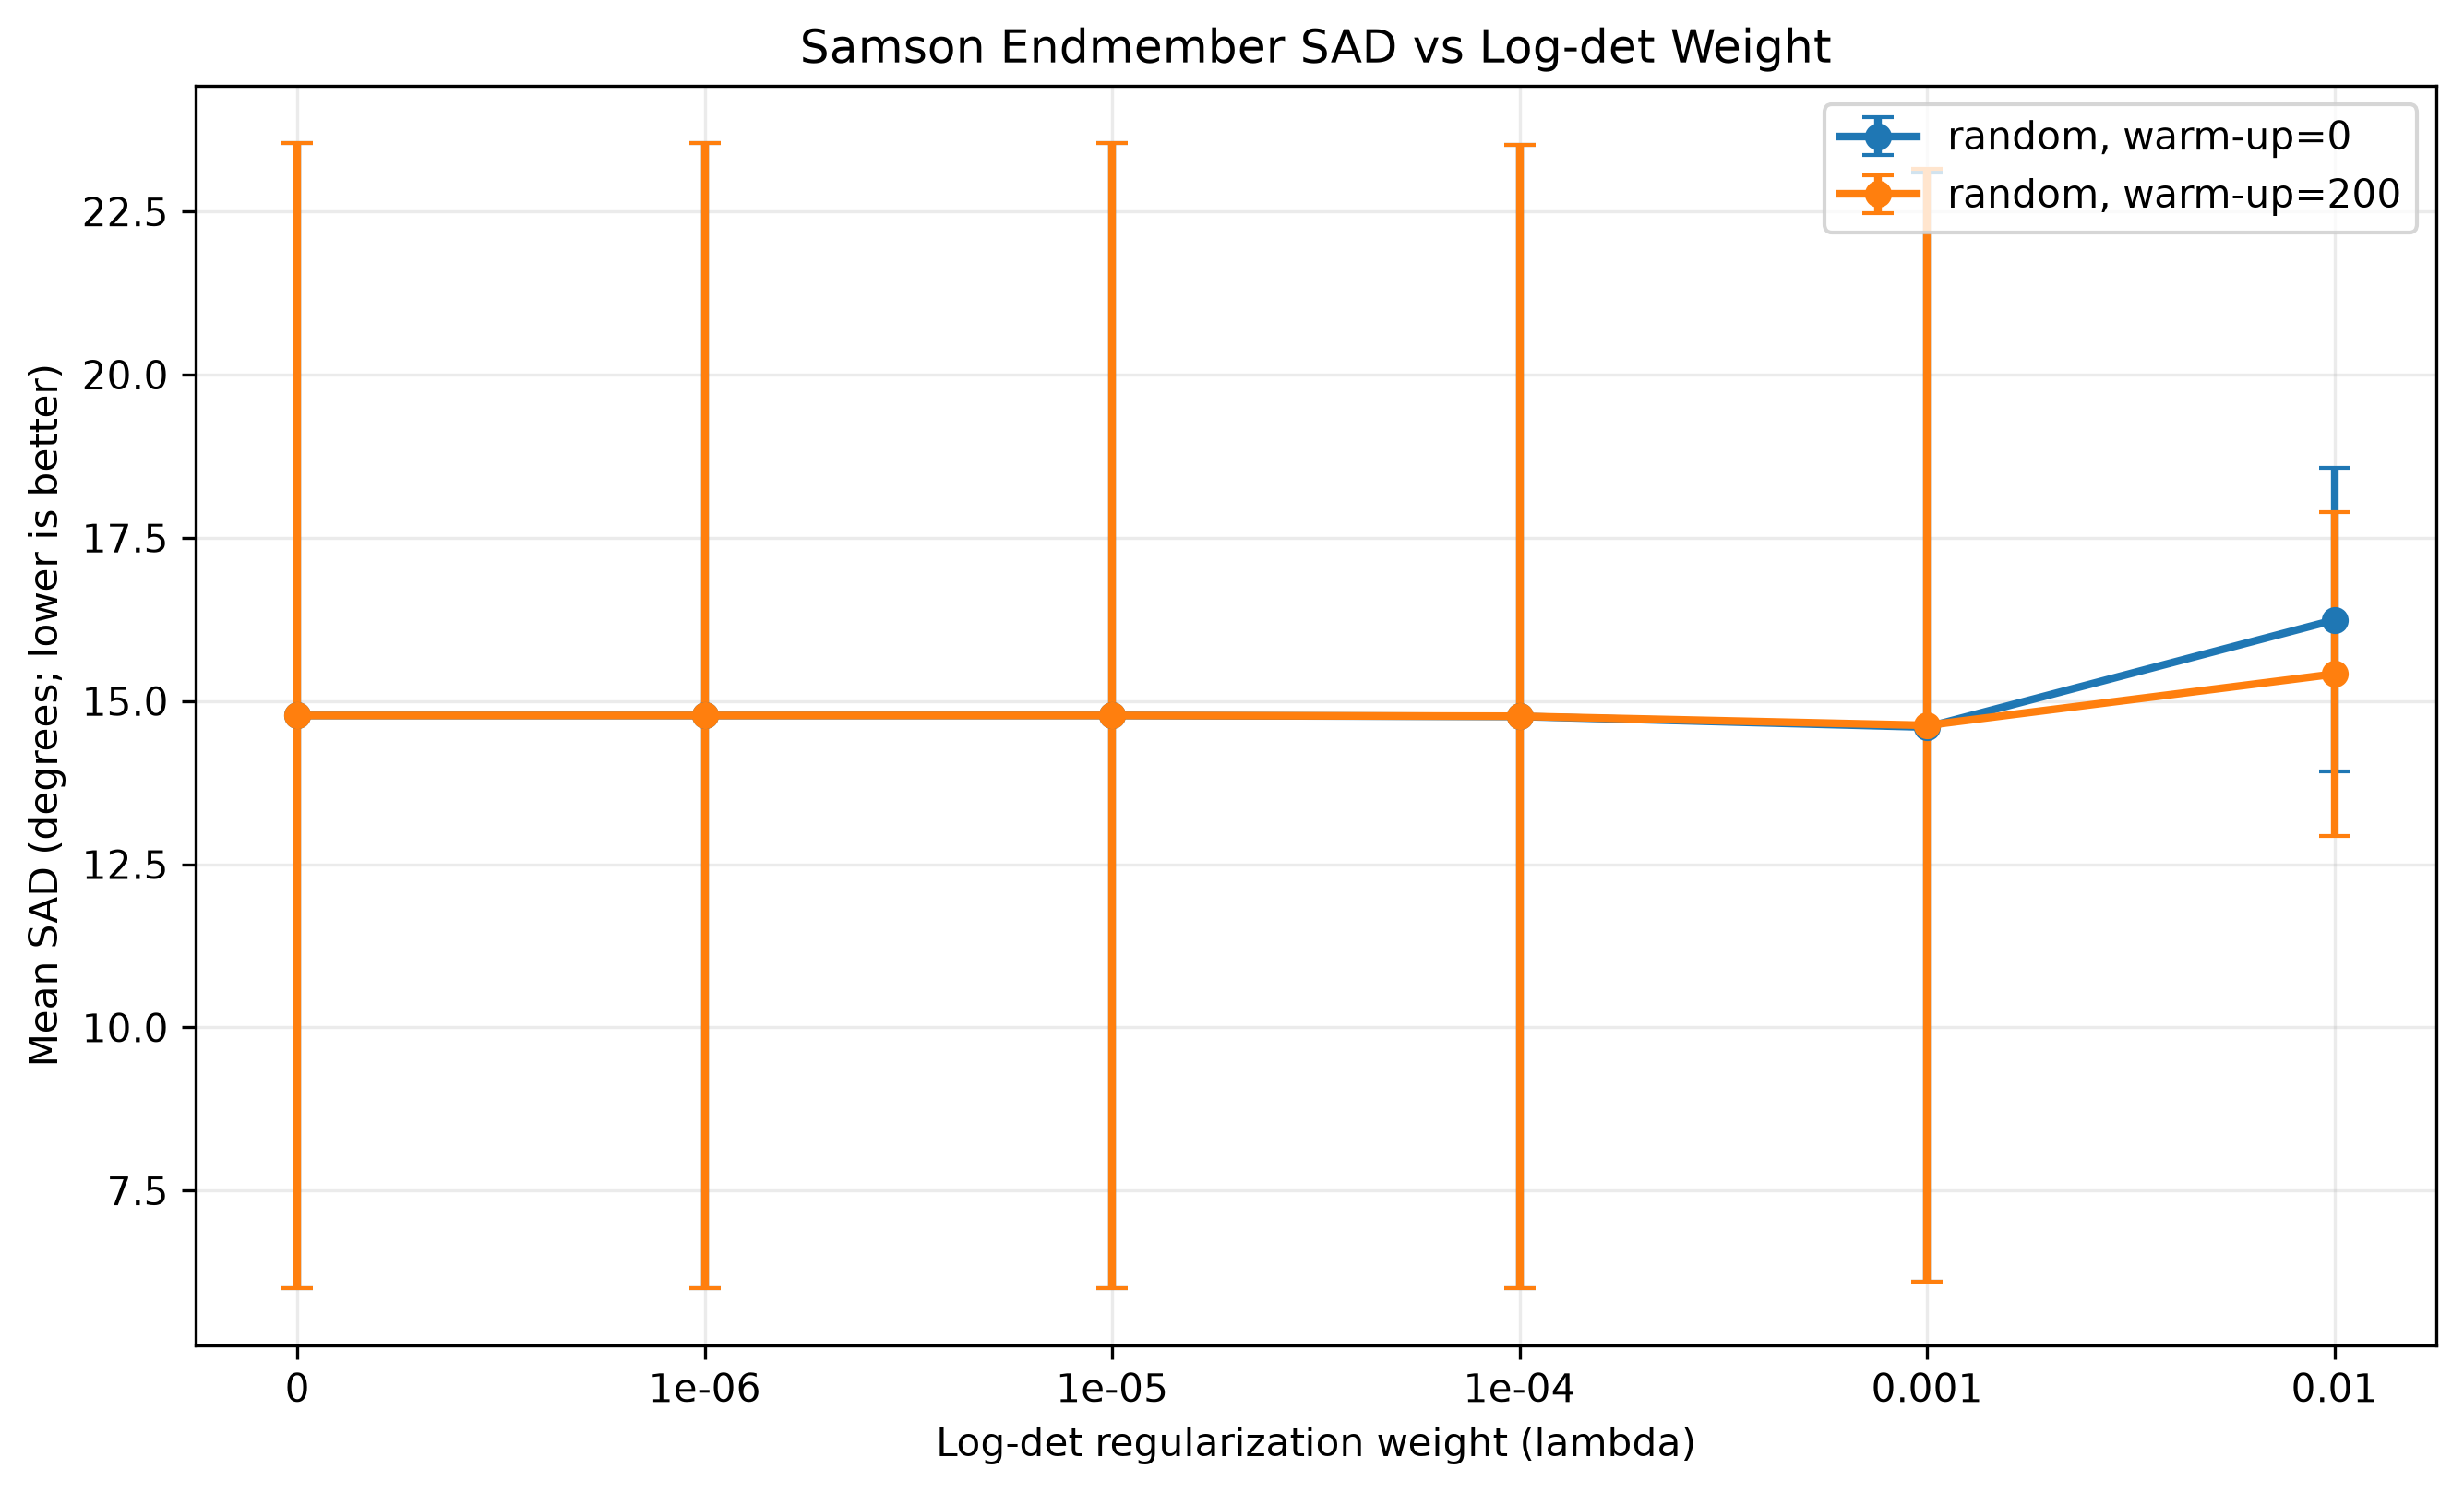 Samson Endmember SAD vs Log-det Weight
random, warm-up=0
random, warm-up=200
Mean SAD (degrees; lower is better)
22.5
20.0
17.5
15.0
12.5
10.0
7.5
0
1e-06
1e-05
1e-04
0.001
0.01
Log-det regularization weight (lambda)